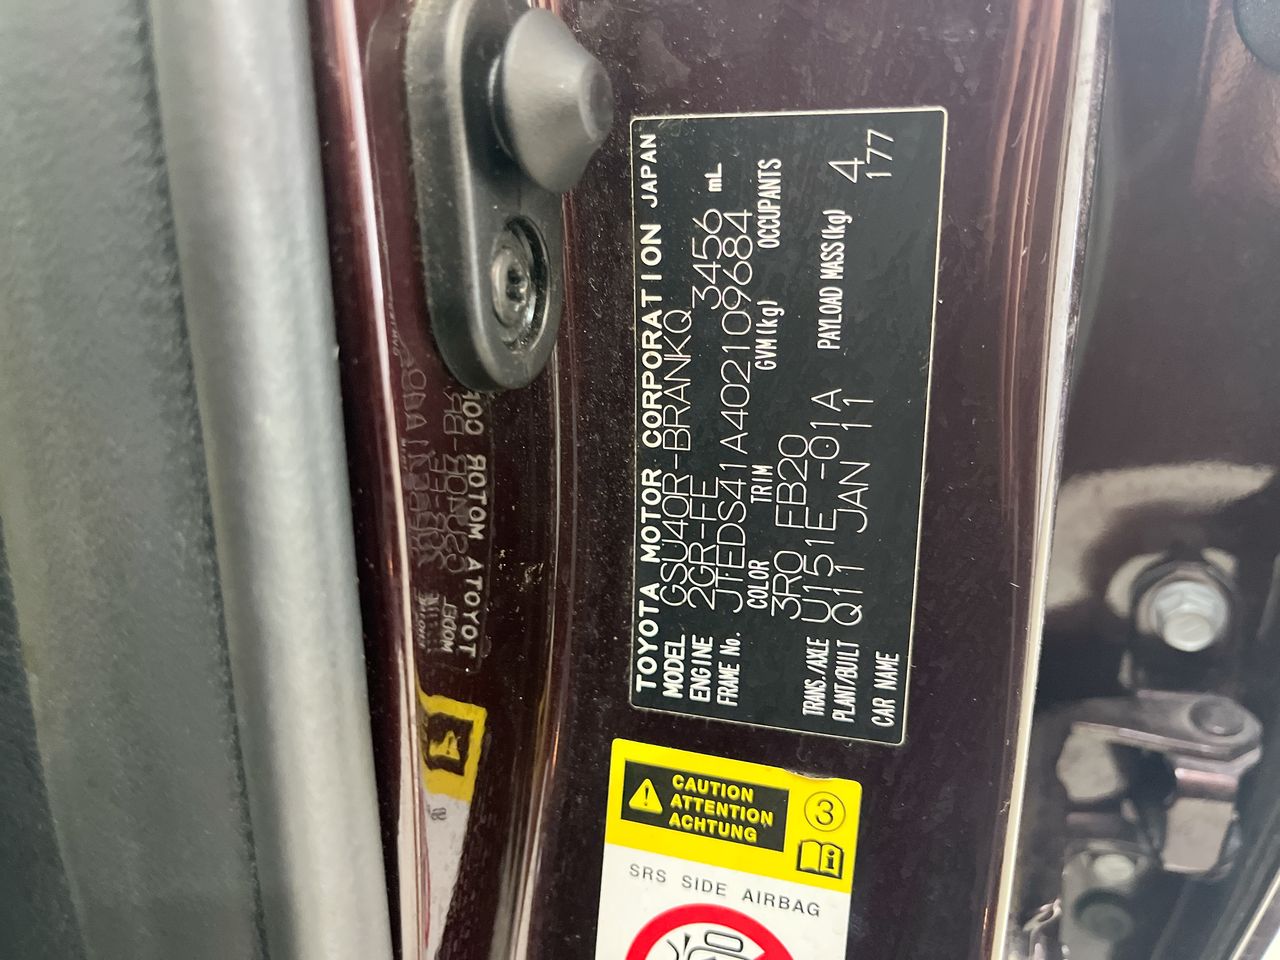 TOYOTA MOTOR CORPORATION JAPAN
MODEL GSU40R-BRANKQ
ENGINE 2GR-FE 3456 mL
FRAME No. JTEDS41A402109684
COLOR TRIM GVM(kg) OCCUPANTS
3R0 FB20
TRANS./AXLE U151E -01A PAYLOAD MASS(kg) 4
PLANT/BUILT Q11 JAN 11 177
CAR NAME
CAUTION
ATTENTION
ACHTUNG
3
SRS SIDE AIRBAG